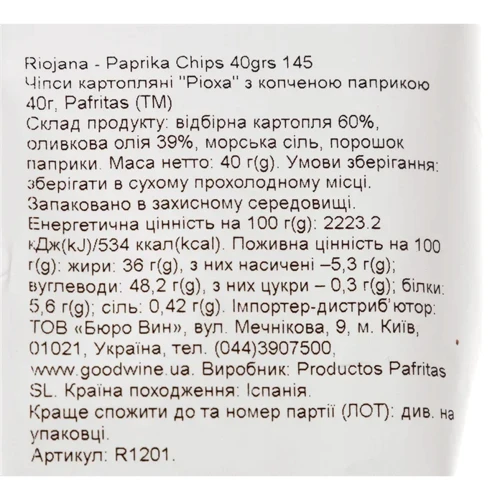 Riojana - Paprika Chips 40grs 145
Чіпси картопляні "Ріоха" з копченою паприкою
40г, Pafritas (TM)
Склад продукту: відбірна картопля 60%,
оливкова олія 39%, морська сіль, порошок
паприки. Маса нетто: 40 г(g). Умови зберігання:
зберігати в сухому прохолодному місці.
Запаковано в захисному середовищі.
Енергетична цінність на 100 г(g): 2223.2
кДж(kJ)/534 ккал(kcal). Поживна цінність на 100
г(g): жири: 36 г(g), з них насичені –5,3 г(g);
вуглеводи: 48,2 г(g), з них цукри – 0,3 г(g); білки:
5,6 г(g); сіль: 0,42 г(g). Імпортер-дистриб’ютор:
ТОВ «Бюро Вин», вул. Мечнікова, 9, м. Київ,
01021, Україна, тел. (044)3907500,
www.goodwine.ua. Виробник: Productos Pafritas
SL. Країна походження: Іспанія.
Краще спожити до та номер партії (ЛОТ): див. на
упаковці.
Артикул: R1201.